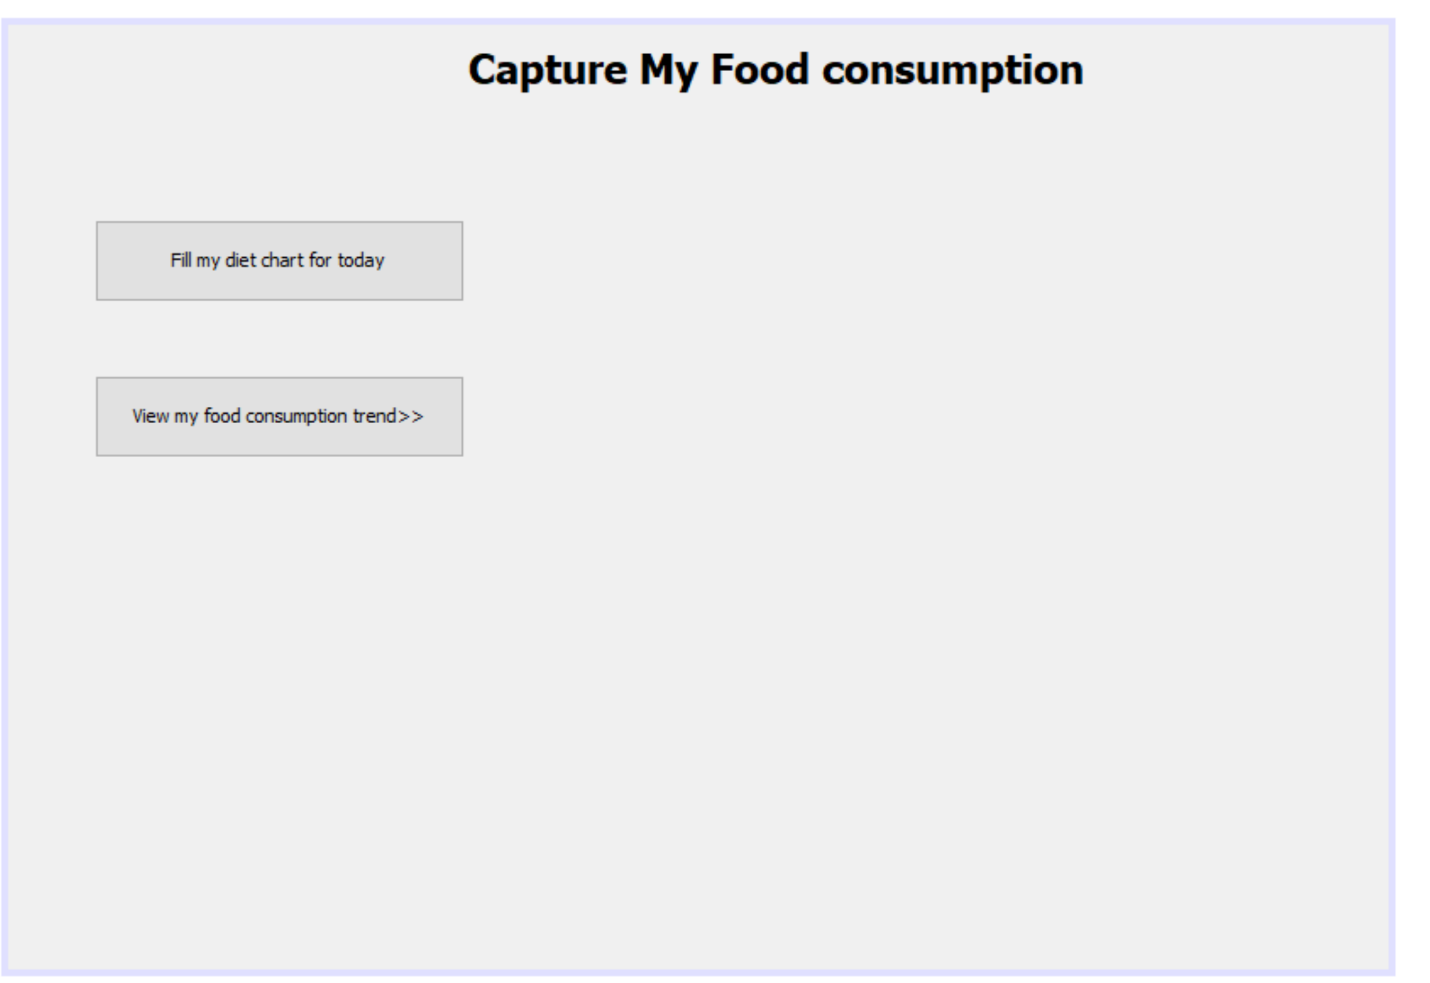 Capture My Food consumption
Fill my diet chart for today
View my food consumption trend>>